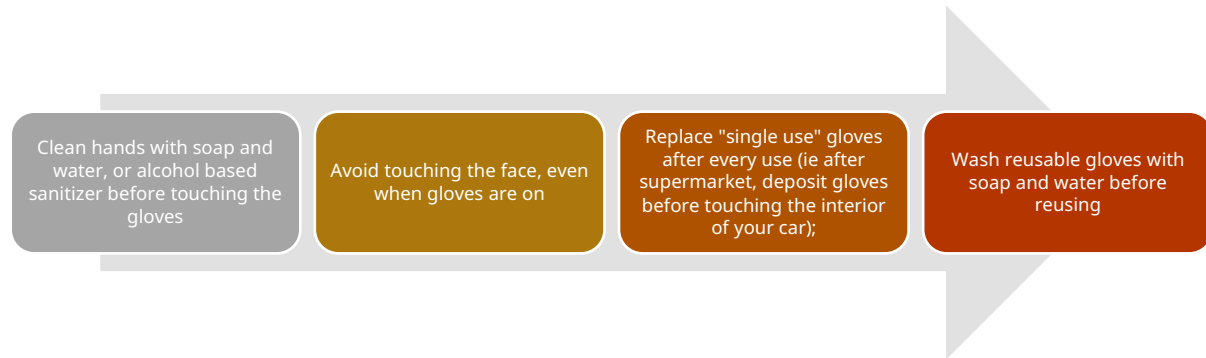 Clean hands with soap and
water, or alcohol based
sanitizer before touching the
gloves
Avoid touching the face, even
when gloves are on
Replace "single use" gloves
after every use (ie after
supermarket, deposit gloves
before touching the interior
of your car);
Wash reusable gloves with
soap and water before
reusing